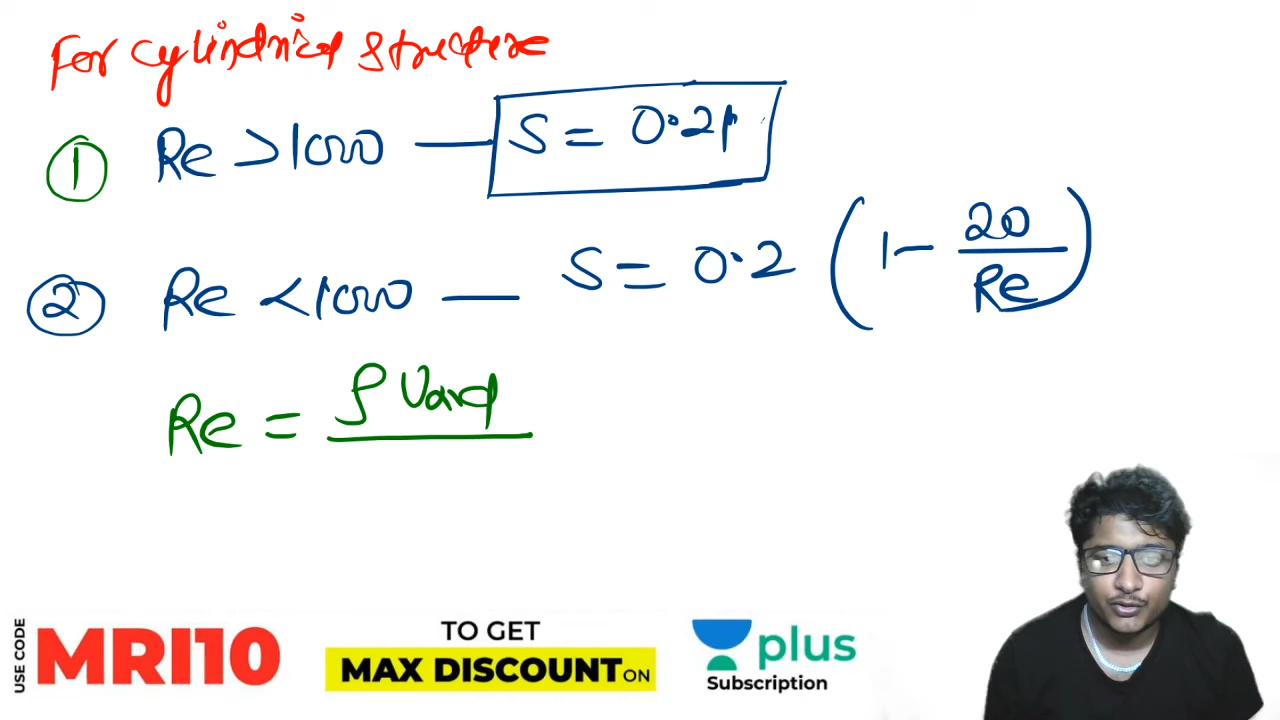 For cylindrical structure
① Re > 1000 — S = 0.21
② Re < 1000 — S = 0.2 (1 - 20/Re)
Re = ρ Vavg
USE CODE
MRI10
TO GET
MAX DISCOUNT ON
plus
Subscription